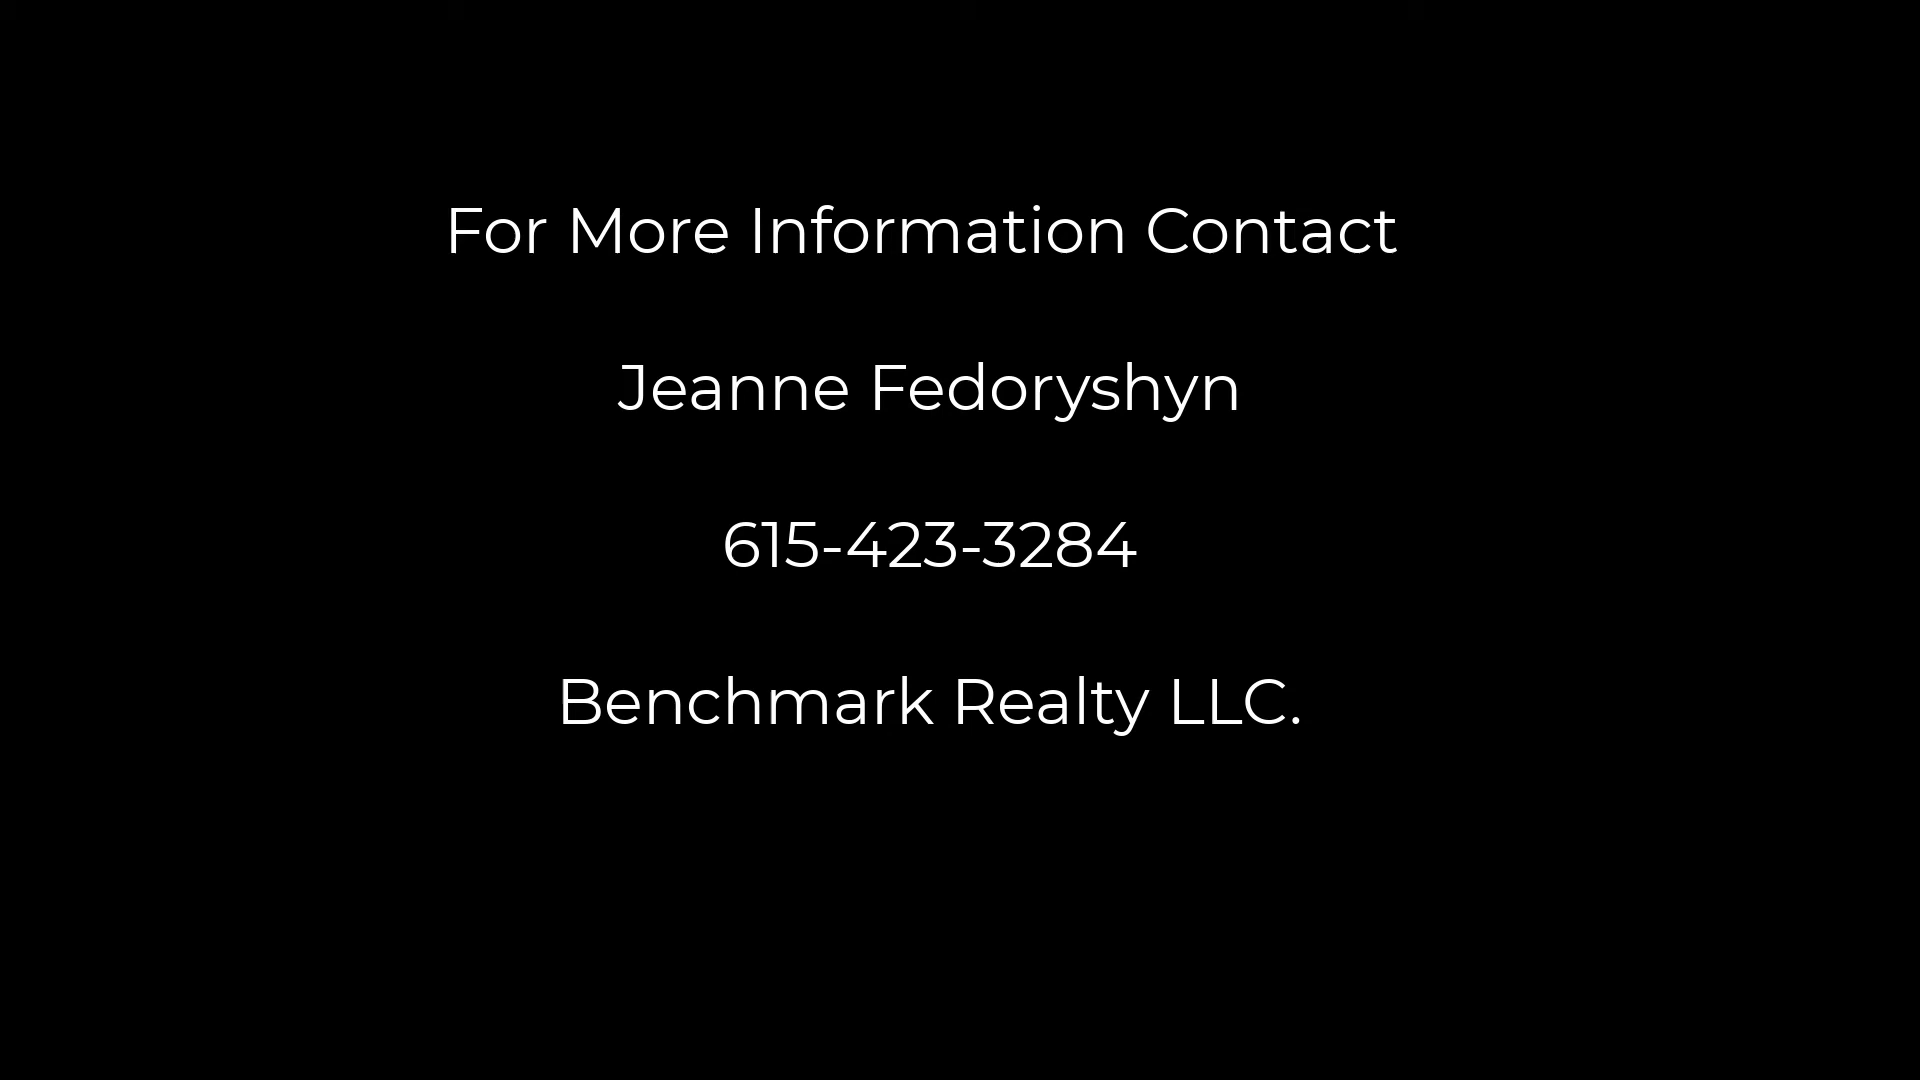 For More Information Contact
Jeanne Fedoryshyn
615-423-3284
Benchmark Realty LLC.